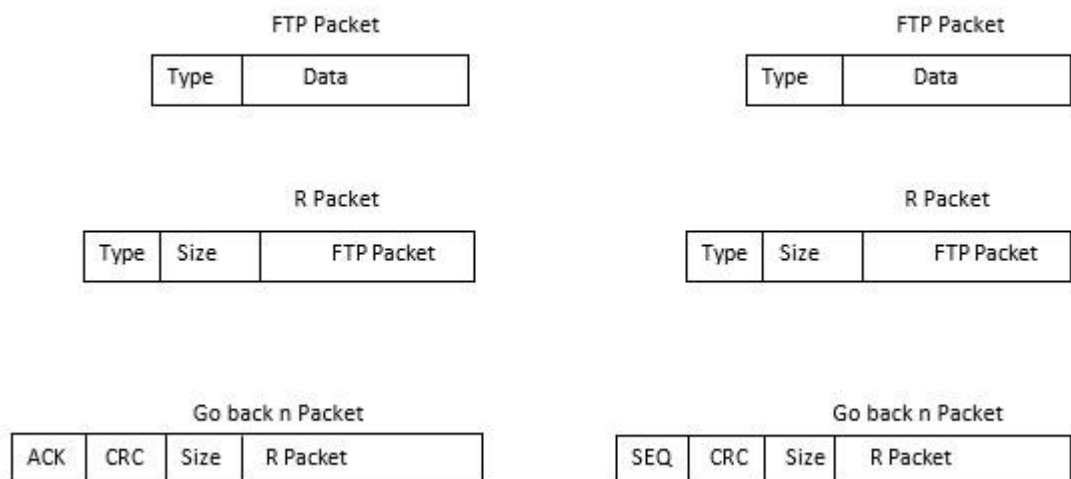 FTP Packet
Type Data
R Packet
Type Size FTP Packet
Go back n Packet
ACK CRC Size R Packet
FTP Packet
Type Data
R Packet
Type Size FTP Packet
Go back n Packet
SEQ CRC Size R Packet